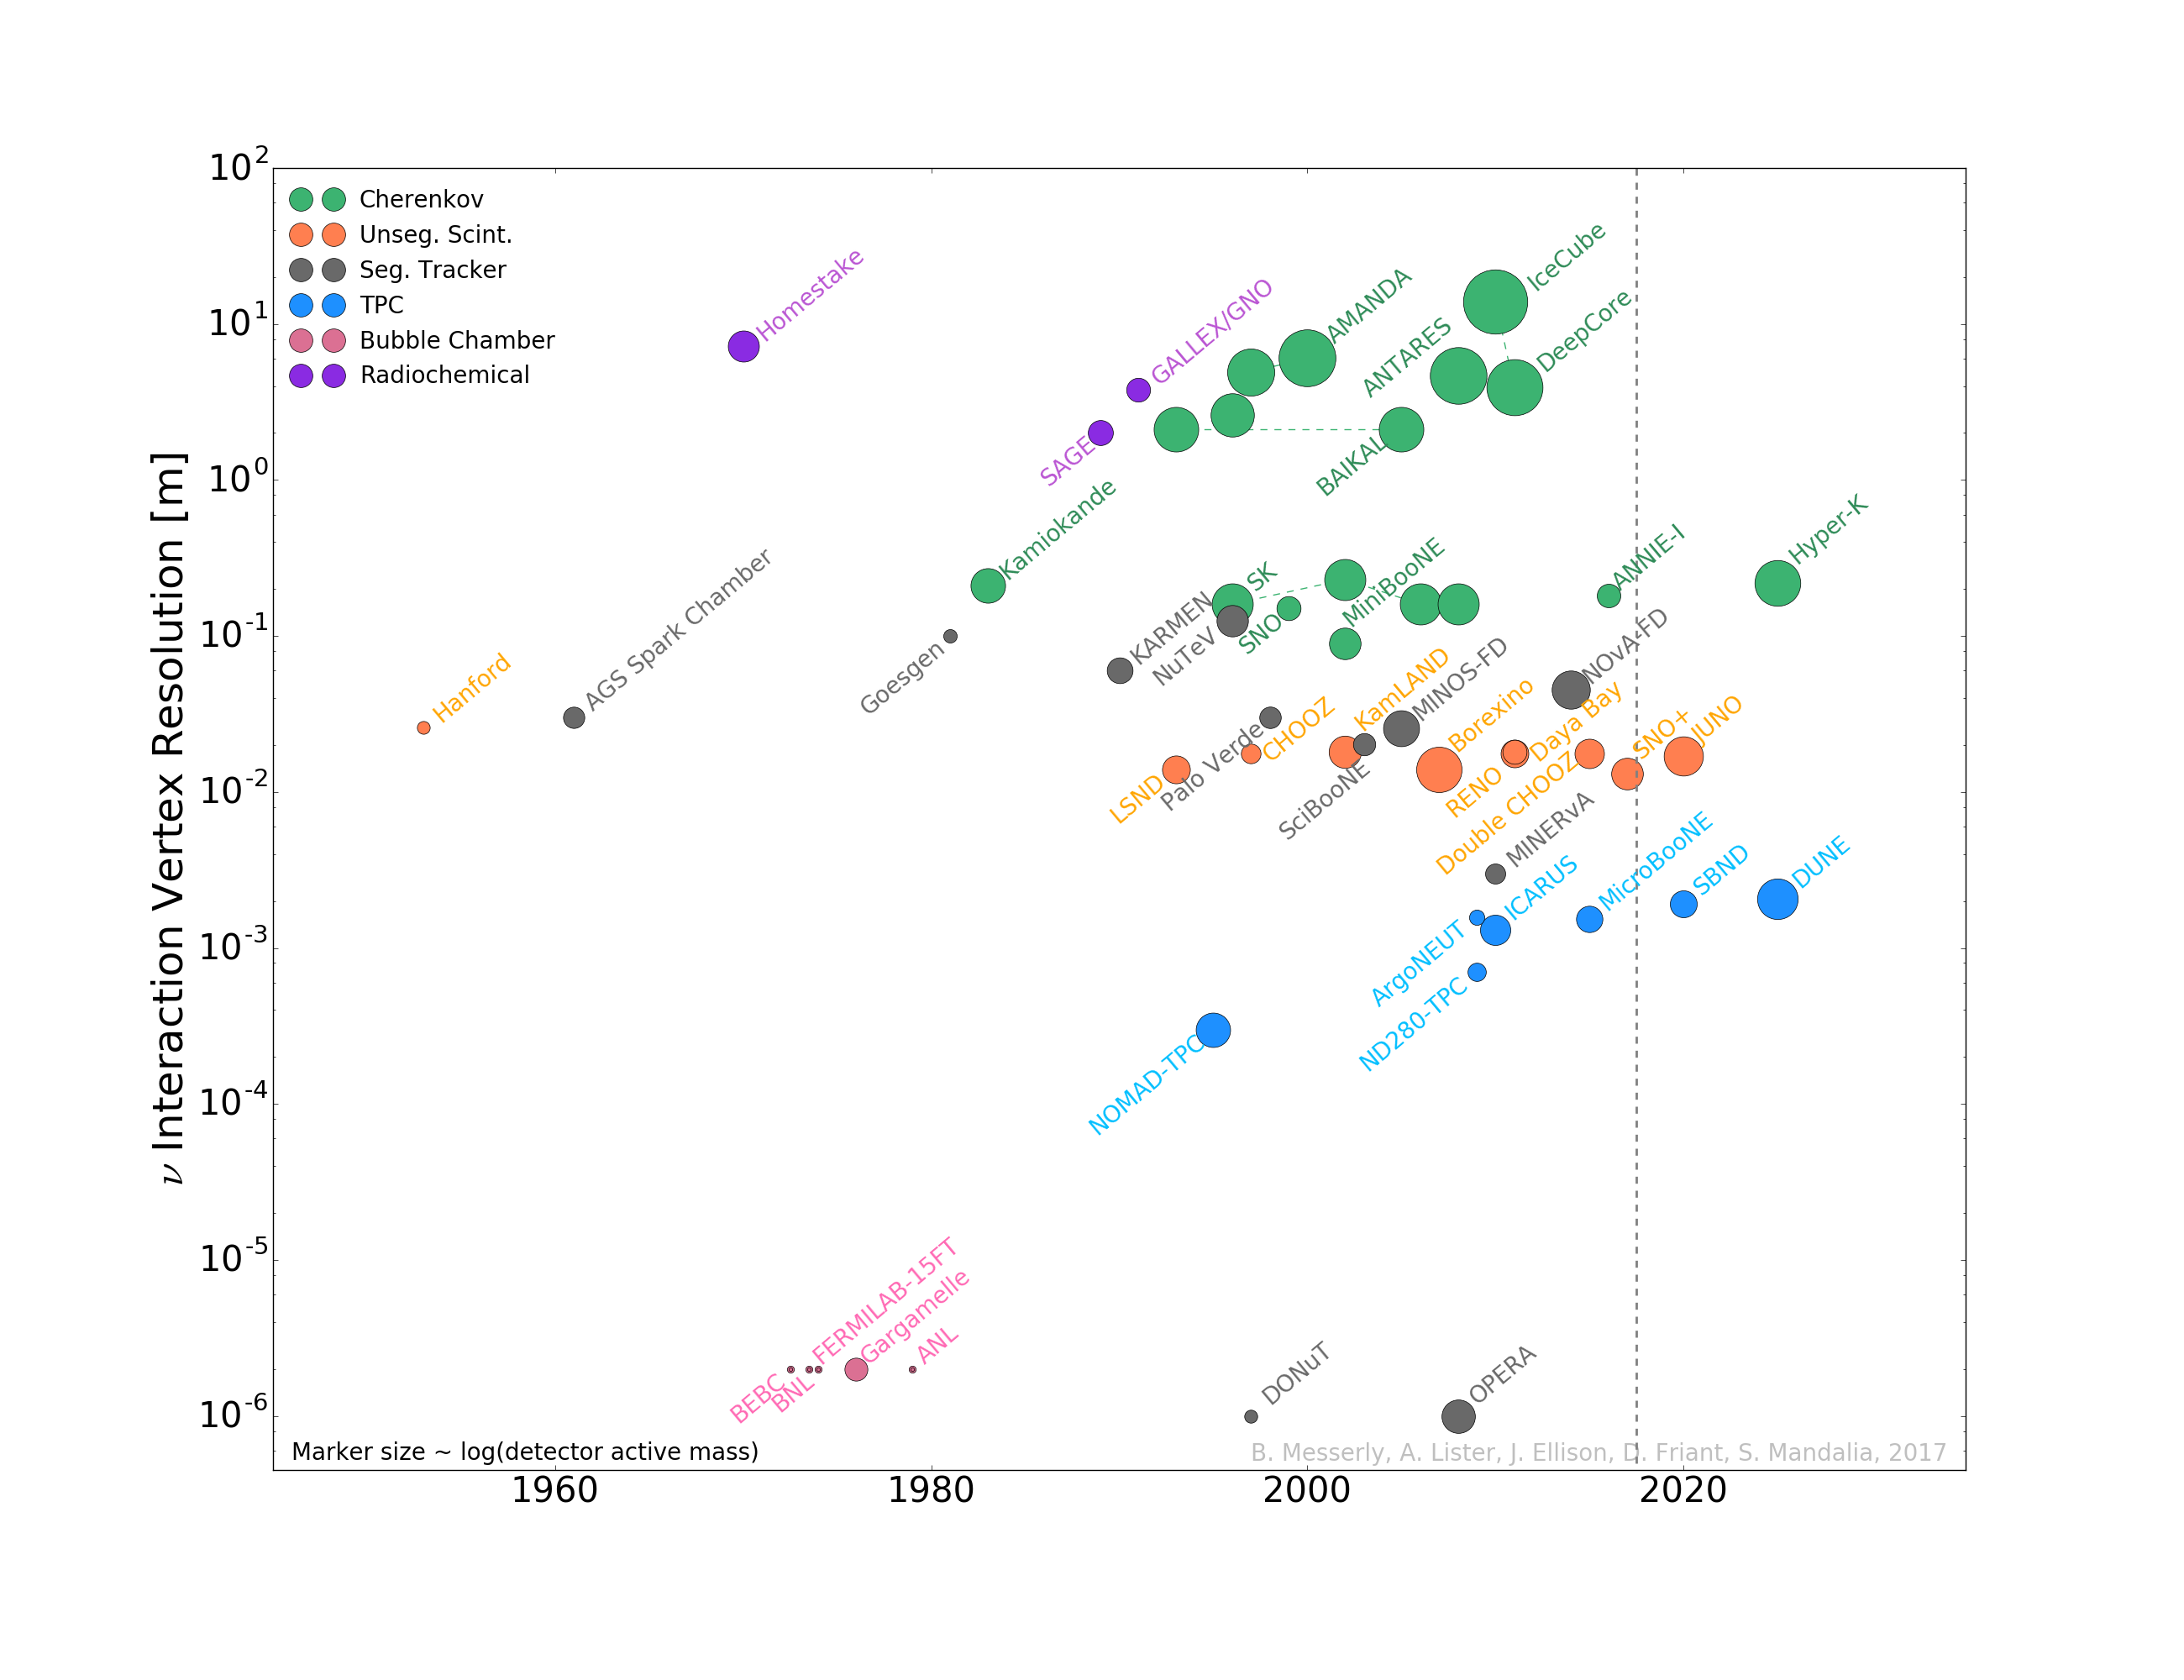 ν Interaction Vertex Resolution [m]
10^2
10^1
10^0
10^-1
10^-2
10^-3
10^-4
10^-5
10^-6
Cherenkov
Unseg. Scint.
Seg. Tracker
TPC
Bubble Chamber
Radiochemical
Homestake
GALLEX/GNO
SAGE
AMANDA
ANTARES
IceCube
DeepCore
BAIKAL
Kamiokande
SK
SNO
MiniBooNE
ANNIE-I
Hyper-K
Hanford
AGS Spark Chamber
Goesgen
KARMEN
NuTeV
Palo Verde
CHOOZ
LSND
KamLAND
SciBooNE
MINOS-FD
Borexino
NOvA-FD
Daya Bay
RENO
Double CHOOZ
SNO+
JUNO
MINERvA
ICARUS
MicroBooNE
SBND
DUNE
ArgoNEUT
ND280-TPC
NOMAD-TPC
FERMILAB-15FT
Gargamelle
ANL
BEBC
BNL
DONuT
OPERA
Marker size ~ log(detector active mass)
B. Messerly, A. Lister, J. Ellison, D. Friant, S. Mandalia, 2017
1960
1980
2000
2020